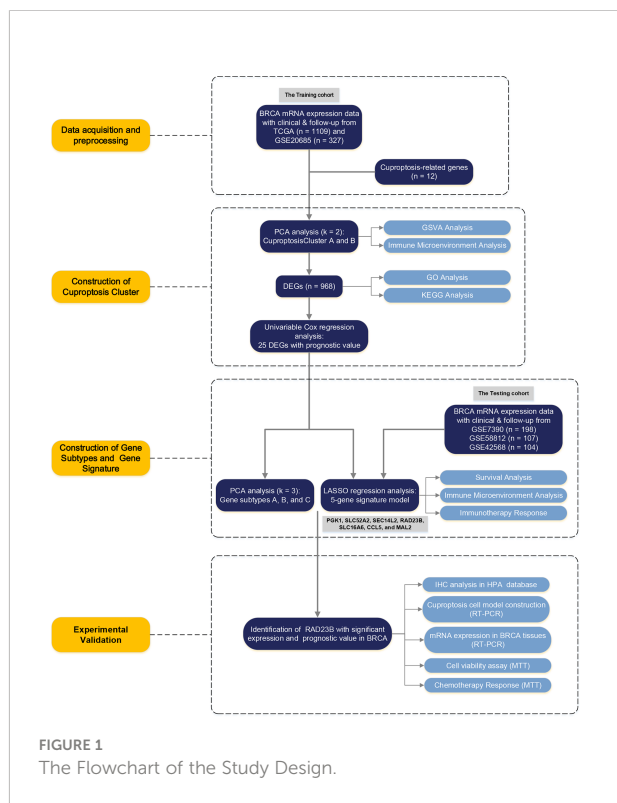 The Training cohort
BRCA mRNA expression data
with clinical & follow-up from
TCGA (n = 1109) and
GSE20685 (n = 327)
Data acquisition and
preprocessing
Cuproptosis-related genes
(n = 12)
PCA analysis (k = 2):
CuproptosisCluster A and B
GSVA Analysis
Immune Microenvironment Analysis
Construction of
Cuproptosis Cluster
DEGs (n = 968)
GO Analysis
KEGG Analysis
Univariable Cox regression
analysis:
25 DEGs with prognostic value
The Testing cohort
BRCA mRNA expression data
with clinical & follow-up from
GSE7390 (n = 198)
GSE58812 (n = 107)
GSE42568 (n = 104)
Construction of Gene
Subtypes and Gene
Signature
PCA analysis (k = 3):
Gene subtypes A, B, and C
LASSO regression analysis:
5-gene signature model
Survival Analysis
Immune Microenvironment Analysis
Immunotherapy Response
PGK1, SLC52A2, SEC14L2, RAD23B,
SLC16A6, CCL5, and MAL2
Experimental
Validation
Identification of RAD23B with significant
expression and prognostic value in BRCA
IHC analysis in HPA database
Cuproptosis cell model construction
(RT-PCR)
mRNA expression in BRCA tissues
(RT-PCR)
Cell viability assay (MTT)
Chemotherapy Response (MTT)
FIGURE 1
The Flowchart of the Study Design.